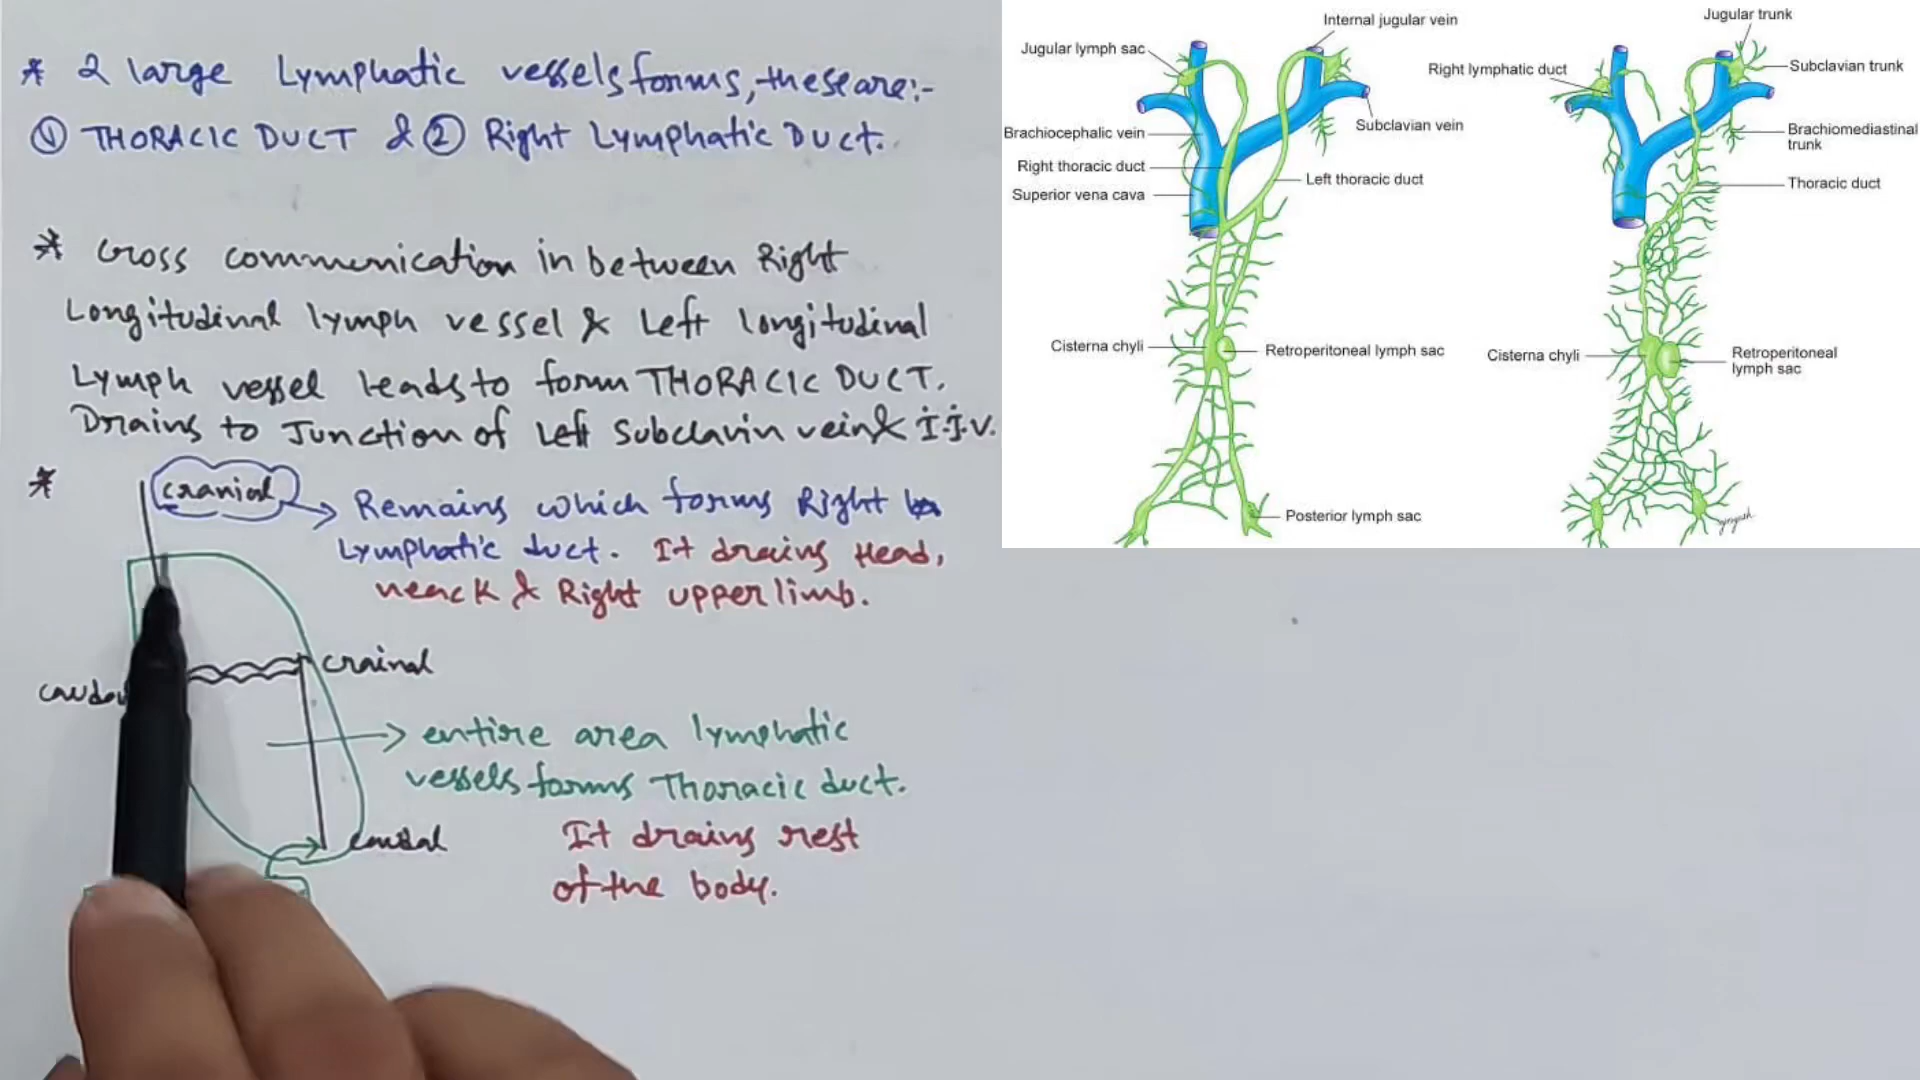 * 2 large Lymphatic vessels forms, these are:-
① THORACIC DUCT & ② Right Lymphatic Duct.
* Cross communication in between Right
Longitudinal lymph vessel & Left longitudinal
Lymph vessel leads to form THORACIC DUCT.
Drains to Junction of Left Subclavin vein & I.J.V.
*
cranial → Remains which forms Right
Lymphatic duct. It drains Head,
neack & Right upper limb.
crainal
→ entire area lymphatic
vessels forms Thoracic duct.
caudal
It drains rest
of the body.
Internal jugular vein
Jugular lymph sac
Subclavian vein
Brachiocephalic vein
Right thoracic duct
Left thoracic duct
Superior vena cava
Cisterna chyli
Retroperitoneal lymph sac
Posterior lymph sac
Jugular trunk
Subclavian trunk
Right lymphatic duct
Brachiomediastinal
trunk
Thoracic duct
Cisterna chyli
Retroperitoneal
lymph sac